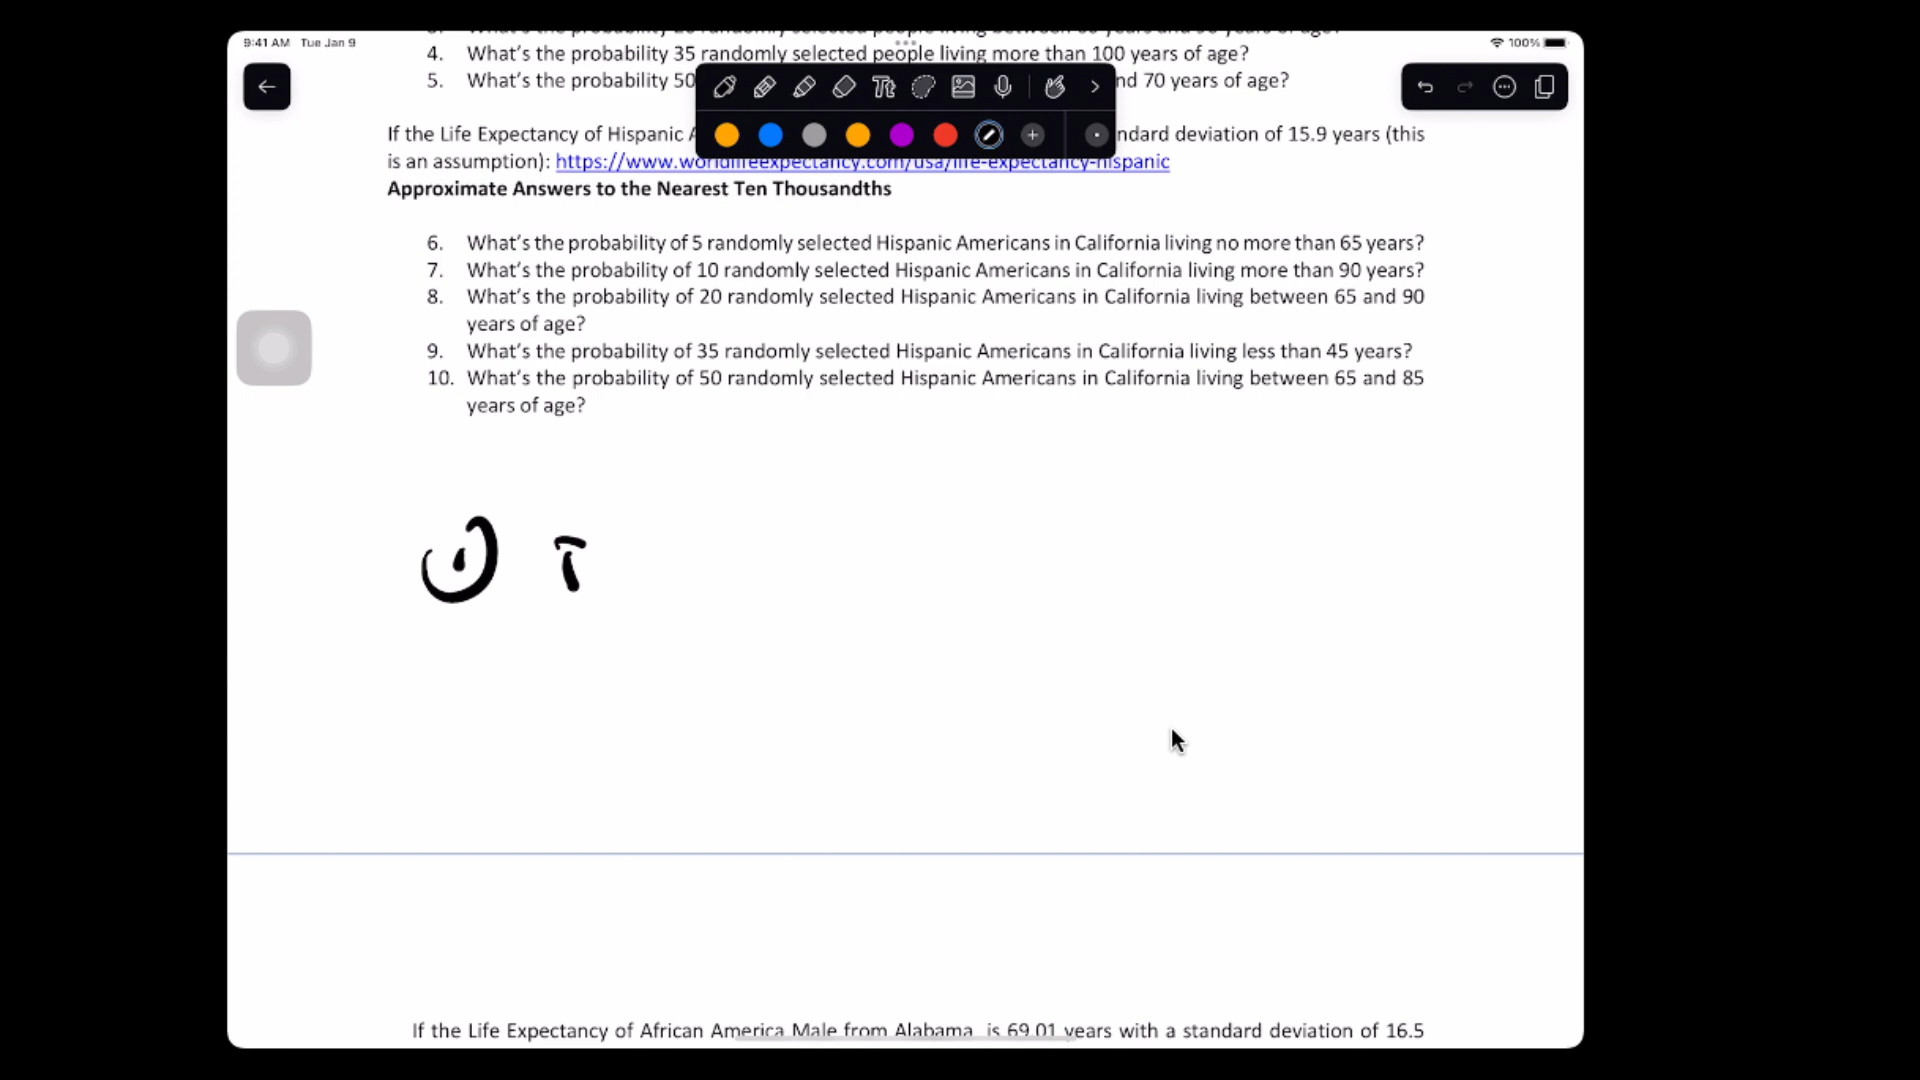 9:41 AM Tue Jan 9
100%
4. What's the probability 35 randomly selected people living more than 100 years of age?
5. What's the probability 50 nd 70 years of age?
If the Life Expectancy of Hispanic A ndard deviation of 15.9 years (this
is an assumption): https://www.worldlifeexpectancy.com/usa/life-expectancy-hispanic
Approximate Answers to the Nearest Ten Thousandths
6. What's the probability of 5 randomly selected Hispanic Americans in California living no more than 65 years?
7. What's the probability of 10 randomly selected Hispanic Americans in California living more than 90 years?
8. What's the probability of 20 randomly selected Hispanic Americans in California living between 65 and 90
years of age?
9. What's the probability of 35 randomly selected Hispanic Americans in California living less than 45 years?
10. What's the probability of 50 randomly selected Hispanic Americans in California living between 65 and 85
years of age?
If the Life Expectancy of African America Male from Alabama is 69.01 years with a standard deviation of 16.5